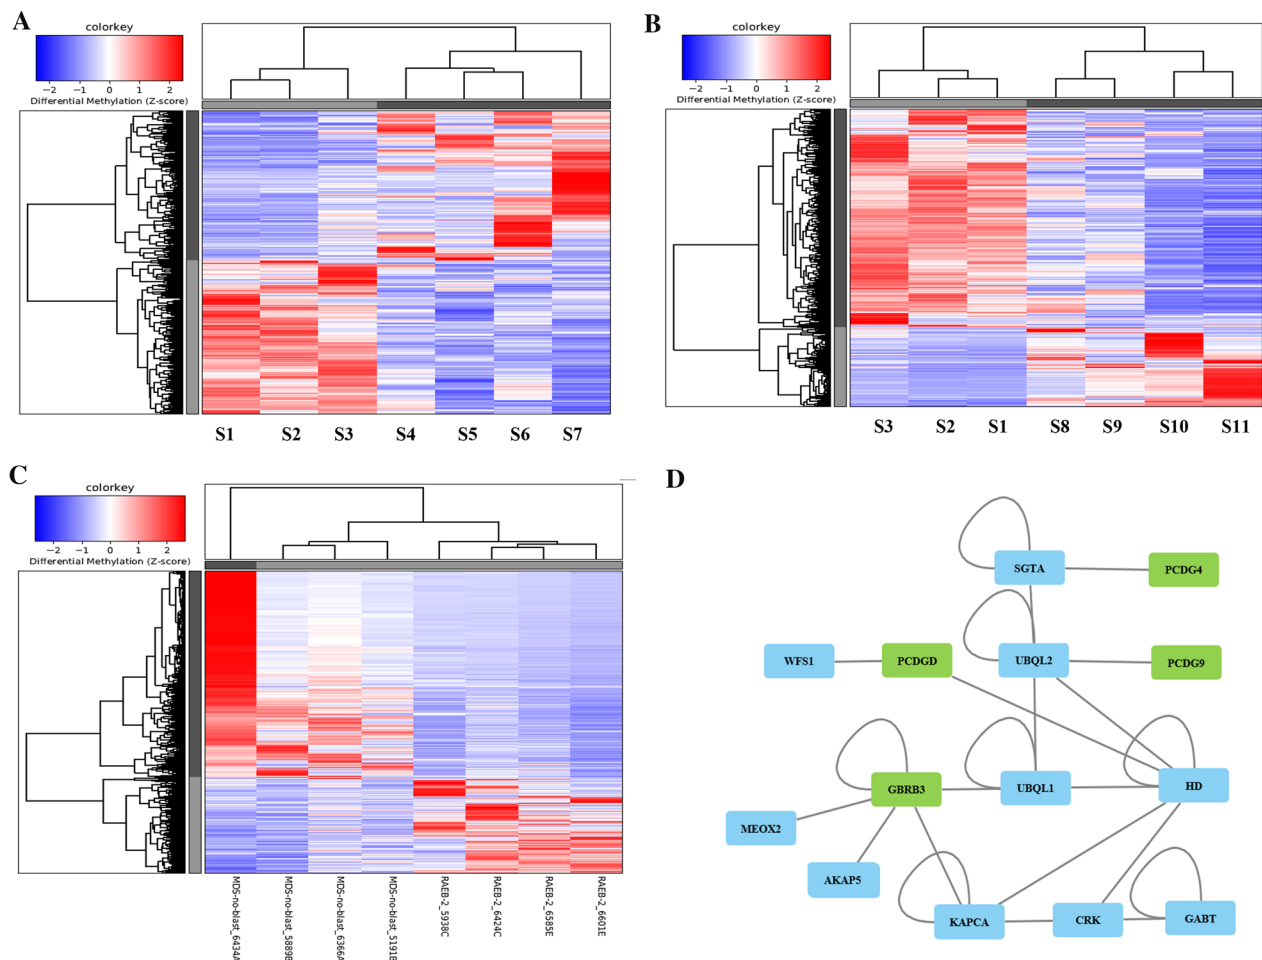 A
colorkey
−2 −1 0 1 2
Differential Methylation (Z-score)
S1 S2 S3 S4 S5 S6 S7
B
colorkey
−2 −1 0 1 2
Differential Methylation (Z-score)
S3 S2 S1 S8 S9 S10 S11
C
colorkey
−2 −1 0 1 2
Differential Methylation (Z-score)
MDS-no-blast_6434A
MDS-no-blast_5889B
MDS-no-blast_6366A
MDS-no-blast_5191B
RAEB-2_5938C
RAEB-2_6424C
RAEB-2_6585E
RAEB-2_6601E
D
SGTA PCDG4
WFS1 PCDGD UBQL2 PCDG9
GBRB3 UBQL1 HD
MEOX2
AKAP5
KAPCA CRK GABT